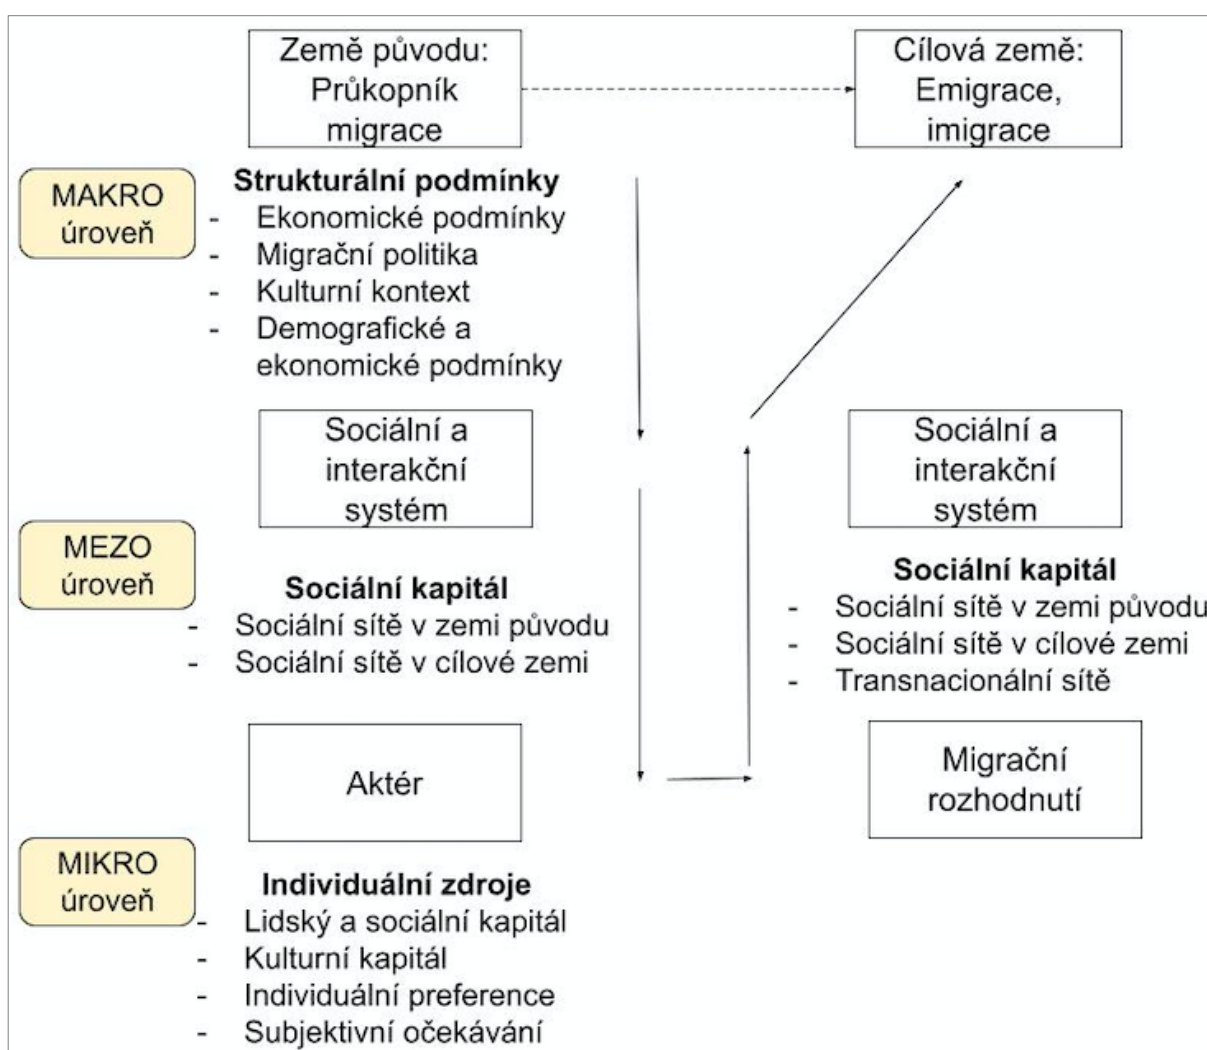 Země původu:
Průkopník
migrace
Cílová země:
Emigrace,
imigrace
MAKRO
úroveň
Strukturální podmínky
- Ekonomické podmínky
- Migrační politika
- Kulturní kontext
- Demografické a
ekonomické podmínky
Sociální a
interakční
systém
Sociální a
interakční
systém
MEZO
úroveň
Sociální kapitál
- Sociální sítě v zemi původu
- Sociální sítě v cílové zemi
Sociální kapitál
- Sociální sítě v zemi původu
- Sociální sítě v cílové zemi
- Transnacionální sítě
Aktér
Migrační
rozhodnutí
MIKRO
úroveň
Individuální zdroje
- Lidský a sociální kapitál
- Kulturní kapitál
- Individuální preference
- Subjektivní očekávání